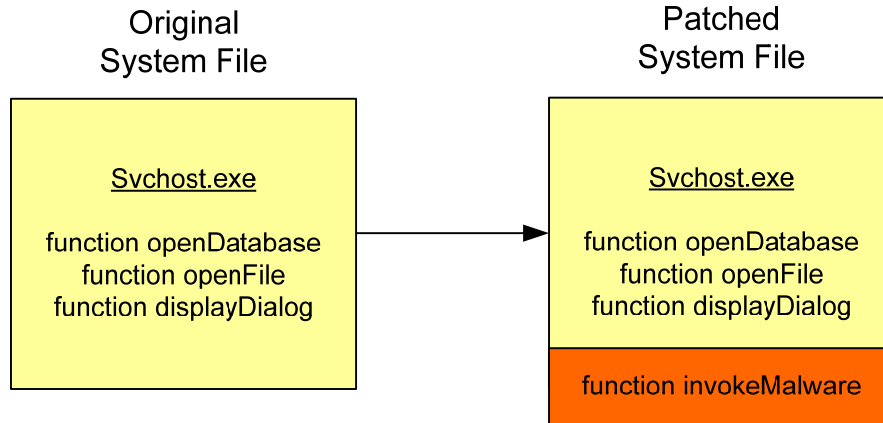 Original
System File
Svchost.exe
function openDatabase
function openFile
function displayDialog
Patched
System File
Svchost.exe
function openDatabase
function openFile
function displayDialog
function invokeMalware